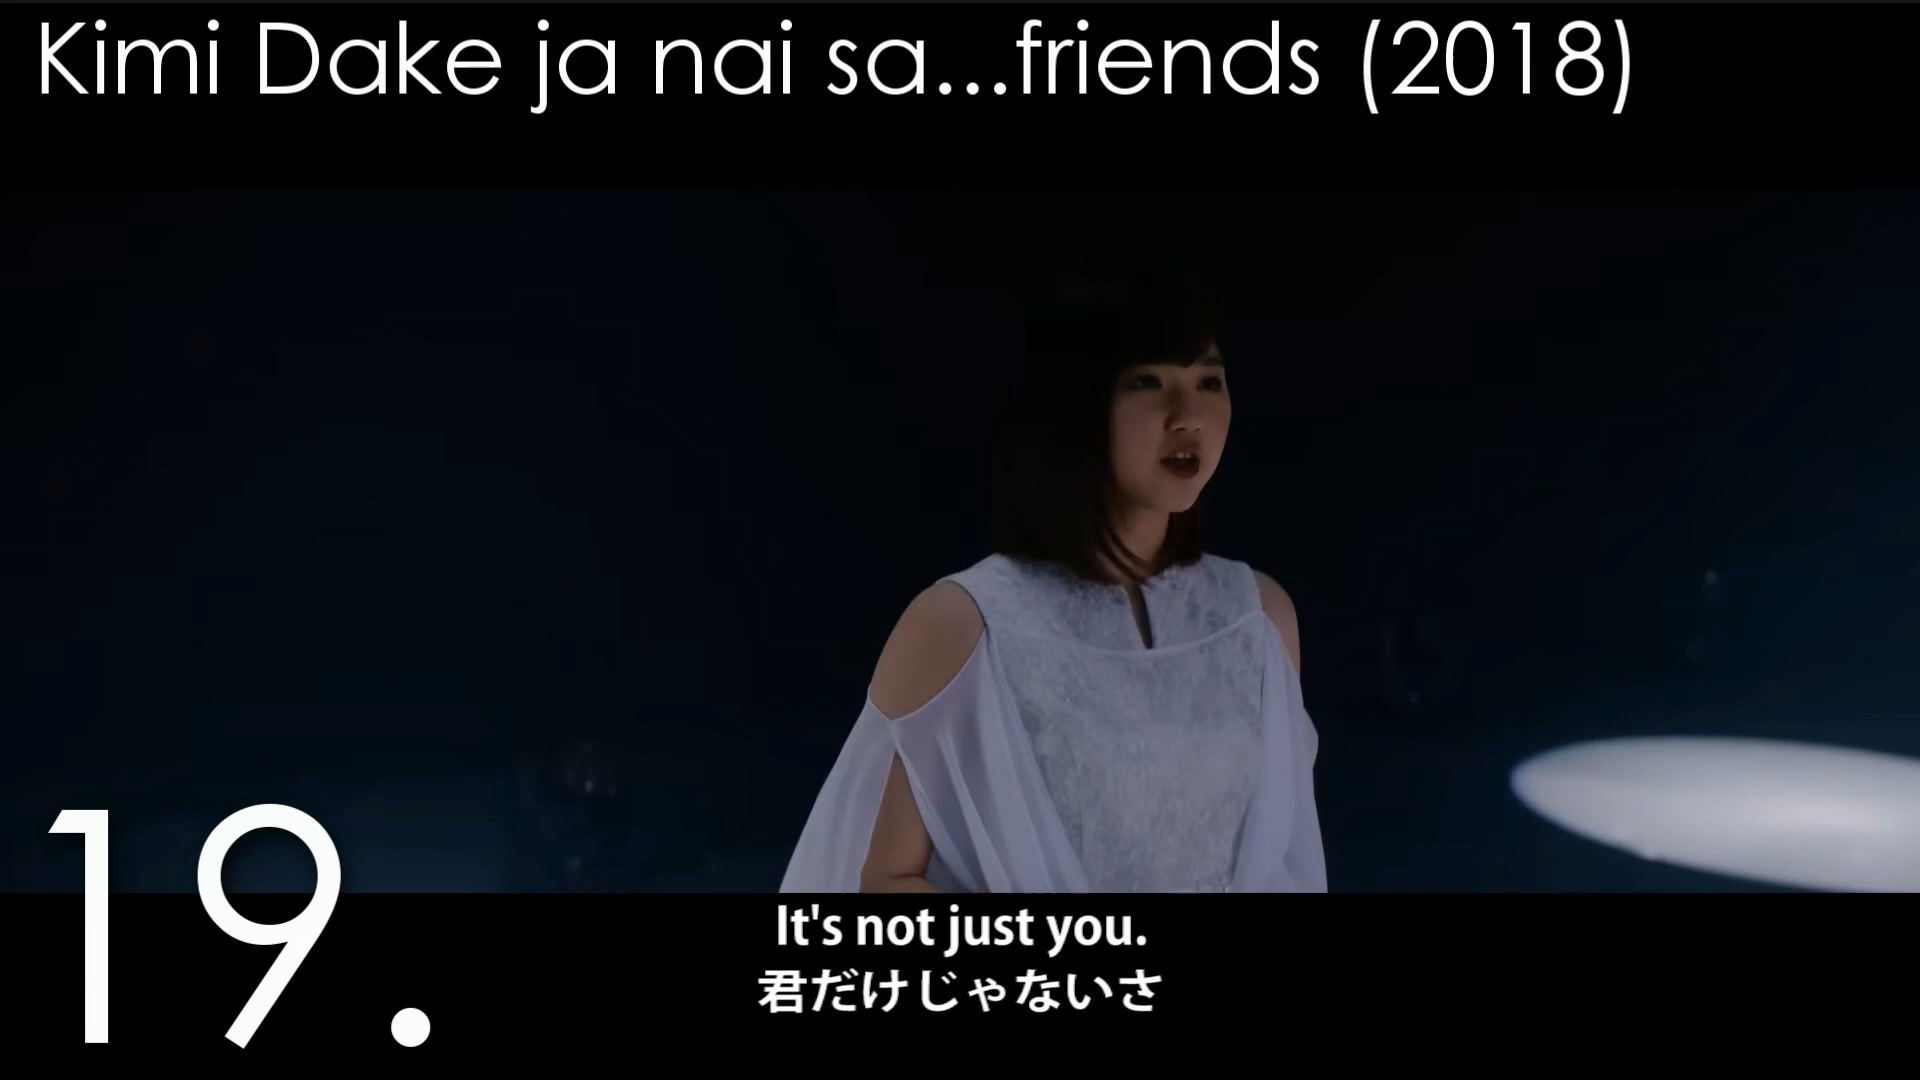 Kimi Dake ja nai sa...friends (2018)
19.
It's not just you.
君だけじゃないさ